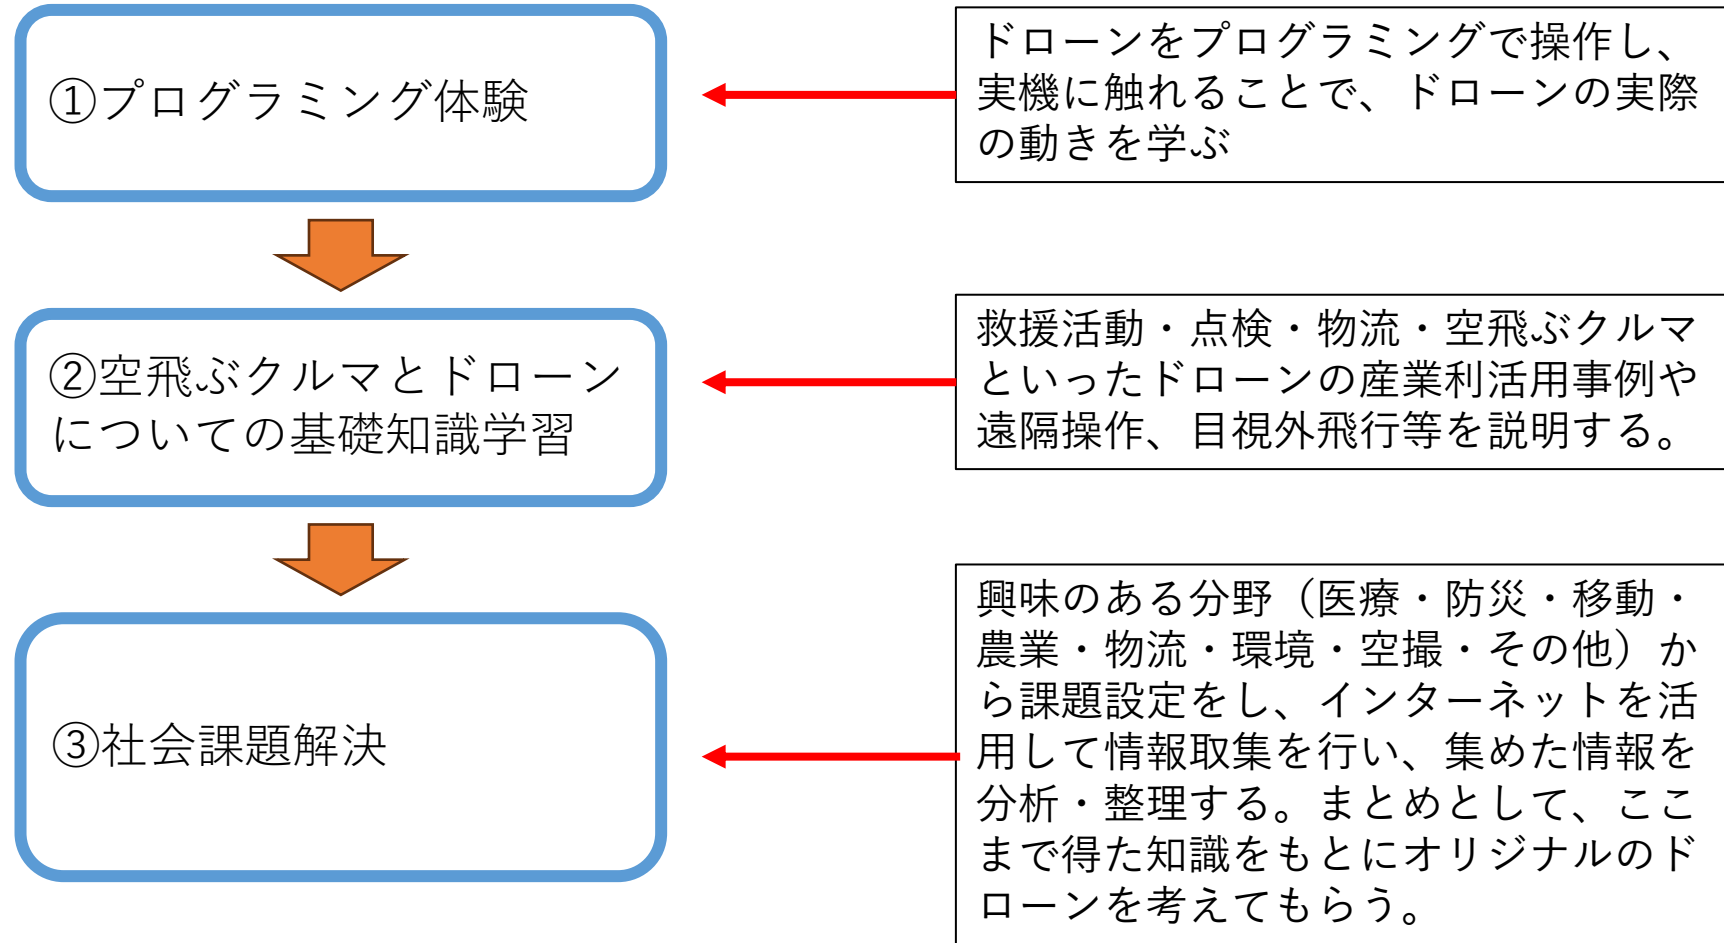 ①プログラミング体験
ドローンをプログラミングで操作し、
実機に触れることで、ドローンの実際
の動きを学ぶ
②空飛ぶクルマとドローン
についての基礎知識学習
救援活動・点検・物流・空飛ぶクルマ
といったドローンの産業利活用事例や
遠隔操作、目視外飛行等を説明する。
③社会課題解決
興味のある分野（医療・防災・移動・
農業・物流・環境・空撮・その他）か
ら課題設定をし、インターネットを活
用して情報取集を行い、集めた情報を
分析・整理する。まとめとして、ここ
まで得た知識をもとにオリジナルのド
ローンを考えてもらう。